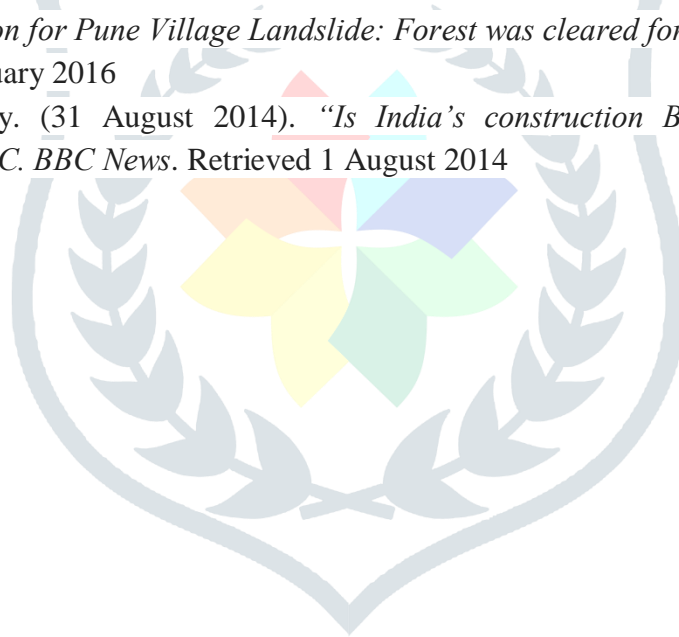 on for Pune Village Landslide: Forest was cleared for
uary 2016
y. (31 August 2014). “Is India’s construction B
C. BBC News. Retrieved 1 August 2014